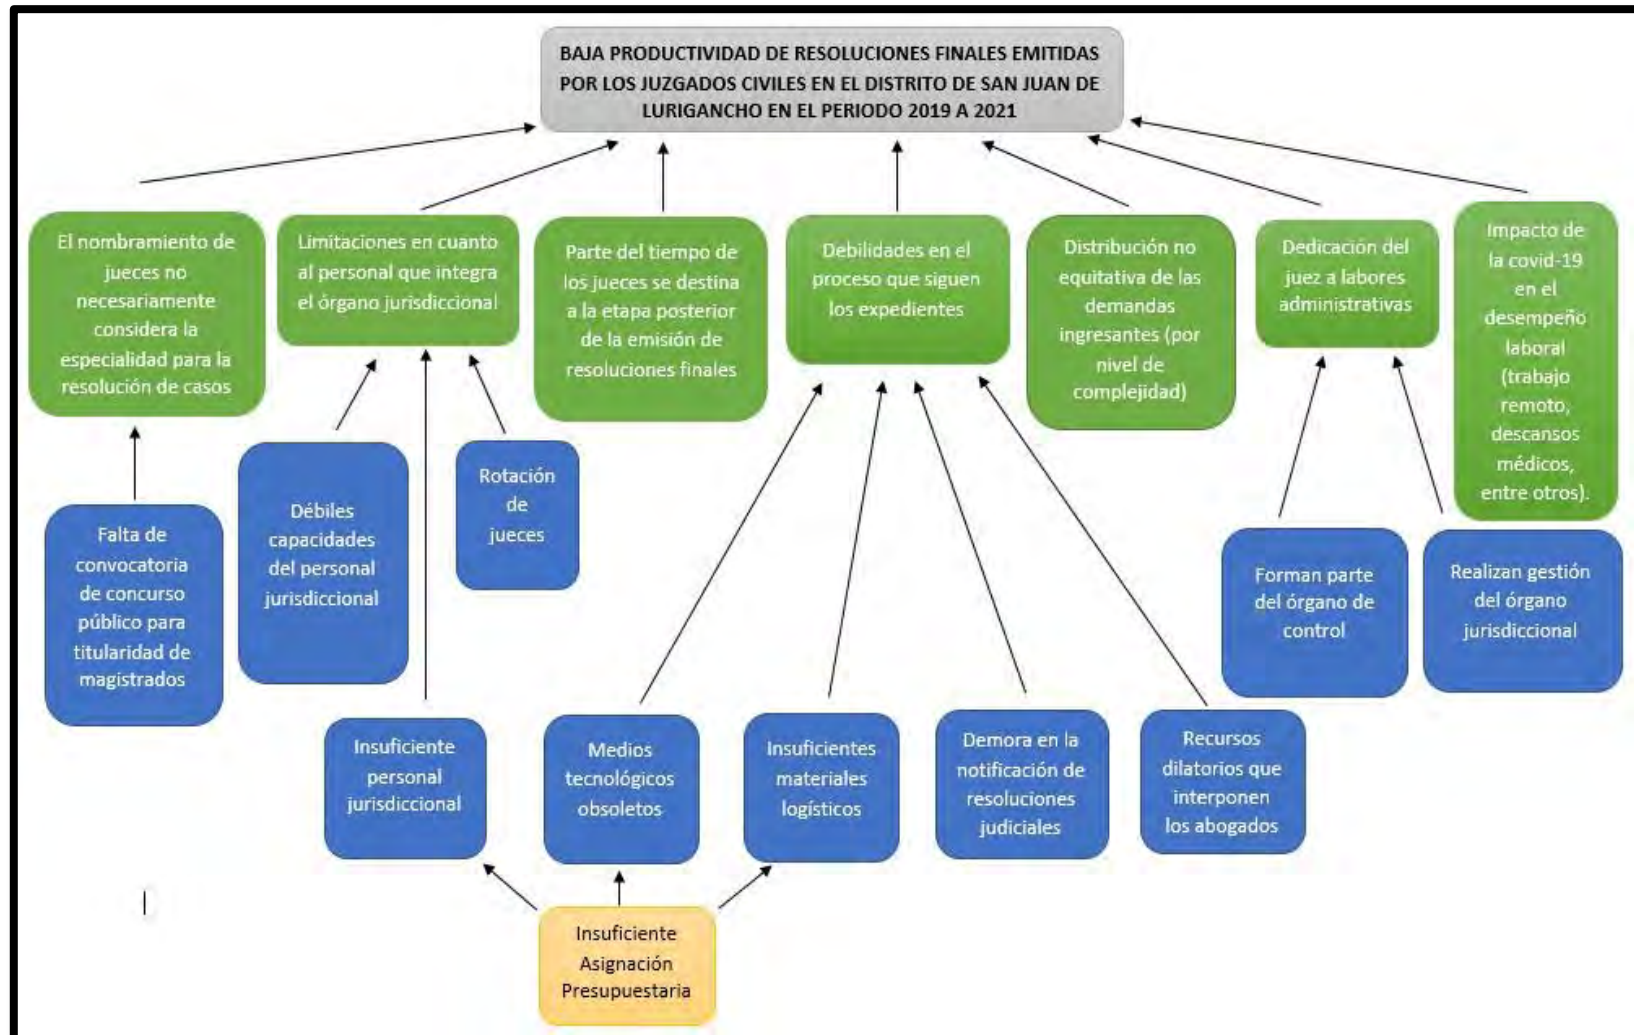 BAJA PRODUCTIVIDAD DE RESOLUCIONES FINALES EMITIDAS
POR LOS JUZGADOS CIVILES EN EL DISTRITO DE SAN JUAN DE
LURIGANCHO EN EL PERIODO 2019 A 2021
El nombramiento de
jueces no
necesariamente
considera la
especialidad para la
resolución de casos
Limitaciones en cuanto
al personal que integra
el órgano jurisdiccional
Parte del tiempo de
los jueces se destina
a la etapa posterior
de la emisión de
resoluciones finales
Debilidades en el
proceso que siguen
los expedientes
Distribución no
equitativa de las
demandas
ingresantes (por
nivel de
complejidad)
Dedicación del
juez a labores
administrativas
Impacto de
la covid-19
en el
desempeño
laboral
(trabajo
remoto,
descansos
médicos,
entre otros).
Falta de
convocatoria
de concurso
público para
titularidad de
magistrados
Débiles
capacidades
del personal
jurisdiccional
Rotación
de
jueces
Forman parte
del órgano de
control
Realizan gestión
del órgano
jurisdiccional
Insuficiente
personal
jurisdiccional
Medios
tecnológicos
obsoletos
Insuficientes
materiales
logísticos
Demora en la
notificación de
resoluciones
judiciales
Recursos
dilatorios que
interponen
los abogados
Insuficiente
Asignación
Presupuestaria